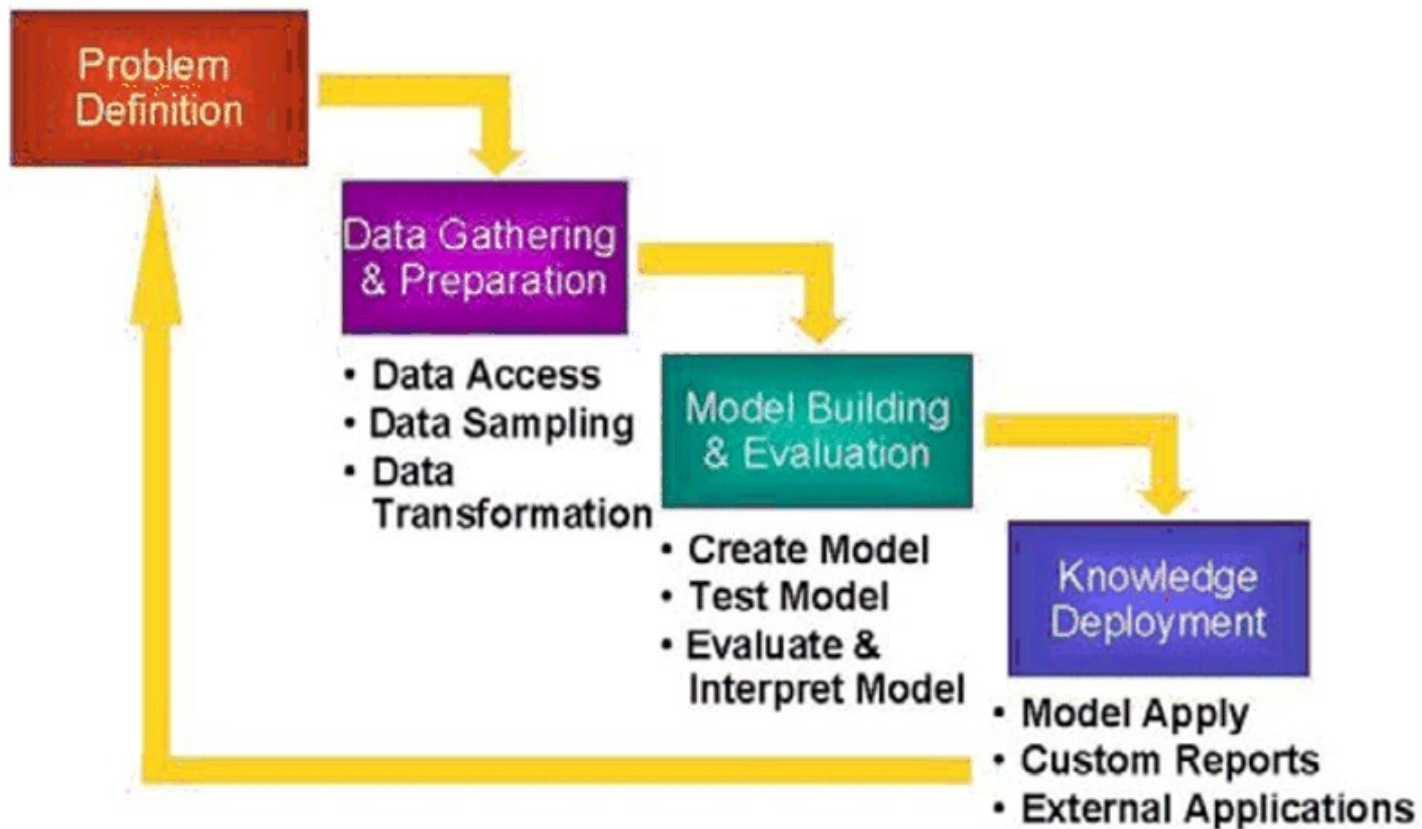 Problem
Definition
Data Gathering
& Preparation
• Data Access
• Data Sampling
• Data
Transformation
Model Building
& Evaluation
• Create Model
• Test Model
• Evaluate &
Interpret Model
Knowledge
Deployment
• Model Apply
• Custom Reports
• External Applications